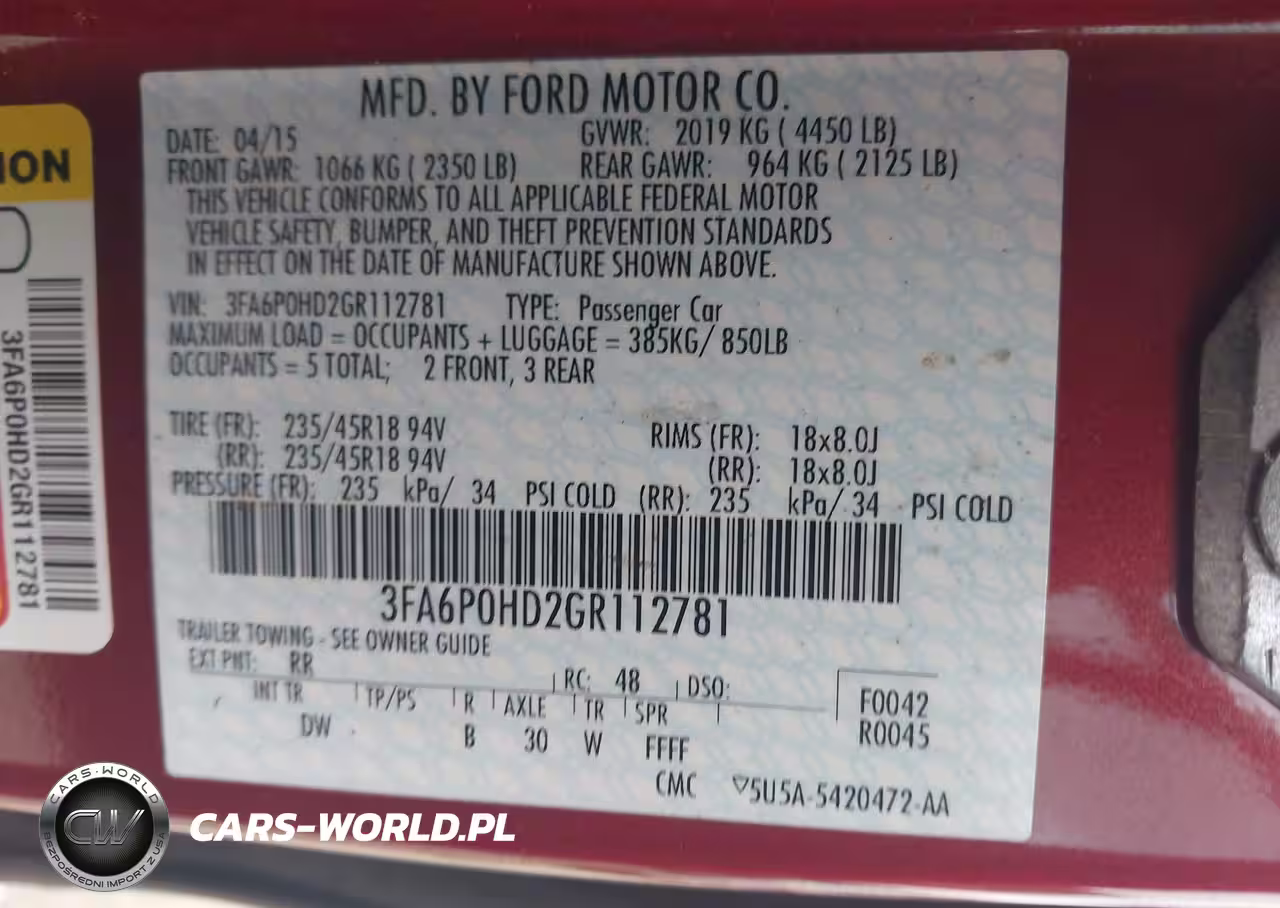 MFD. BY FORD MOTOR CO.
DATE: 04/15 GVWR: 2019 KG ( 4450 LB)
FRONT GAWR: 1066 KG ( 2350 LB) REAR GAWR: 964 KG ( 2125 LB)
THIS VEHICLE CONFORMS TO ALL APPLICABLE FEDERAL MOTOR
VEHICLE SAFETY, BUMPER, AND THEFT PREVENTION STANDARDS
IN EFFECT ON THE DATE OF MANUFACTURE SHOWN ABOVE.
VIN: 3FA6P0HD2GR112781 TYPE: Passenger Car
MAXIMUM LOAD = OCCUPANTS + LUGGAGE = 385KG/ 850LB
OCCUPANTS = 5 TOTAL; 2 FRONT, 3 REAR
TIRE (FR): 235/45R18 94V RIMS (FR): 18x8.0J
(RR): 235/45R18 94V (RR): 18x8.0J
PRESSURE (FR): 235 kPa/ 34 PSI COLD (RR): 235 kPa/ 34 PSI COLD
3FA6P0HD2GR112781
TRAILER TOWING - SEE OWNER GUIDE
EXT PNT: RR RC: 48 DSO:
INT TR TP/PS R AXLE TR SPR F0042
DW B 30 W FFFF R0045
CMC ▽5U5A-5420472-AA
ION
3FA6P0HD2GR112781
CARS-WORLD
CW
BEZPOŚREDNI IMPORT Z USA
CARS-WORLD.PL